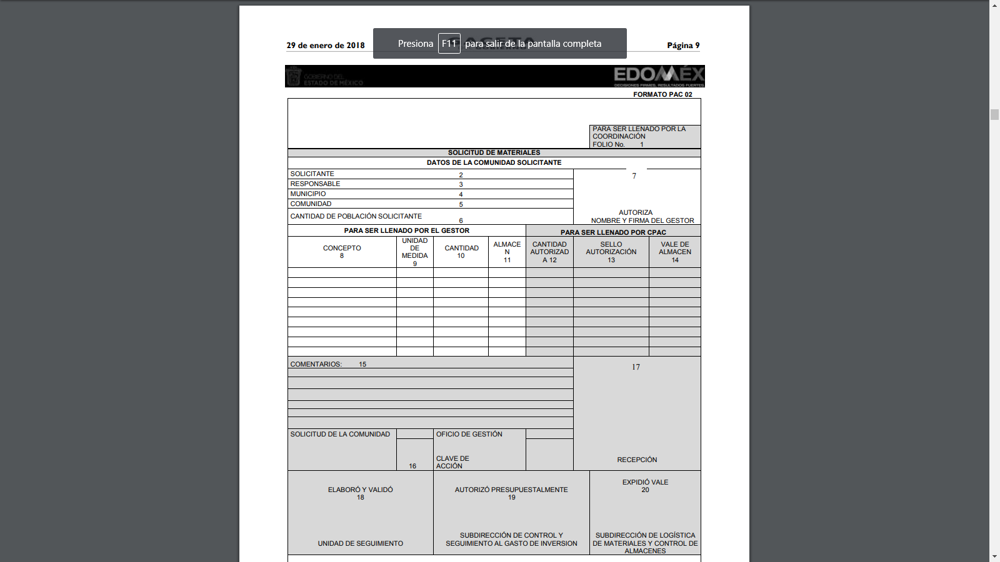 29 de enero de 2018
Presiona F11 para salir de la pantalla completa
Página 9
GOBIERNO DEL
ESTADO DE MÉXICO
EDOMÉX
DECISIONES FIRMES, RESULTADOS FUERTES.
FORMATO PAC 02
PARA SER LLENADO POR LA
COORDINACIÓN
FOLIO No. 1
SOLICITUD DE MATERIALES
DATOS DE LA COMUNIDAD SOLICITANTE
SOLICITANTE 2
RESPONSABLE 3
MUNICIPIO 4
COMUNIDAD 5
CANTIDAD DE POBLACIÓN SOLICITANTE 6
7
AUTORIZA
NOMBRE Y FIRMA DEL GESTOR
PARA SER LLENADO POR EL GESTOR
PARA SER LLENADO POR CPAC
CONCEPTO
8
UNIDAD
DE
MEDIDA
9
CANTIDAD
10
ALMACE
N
11
CANTIDAD
AUTORIZAD
A 12
SELLO
AUTORIZACIÓN
13
VALE DE
ALMACEN
14
COMENTARIOS: 15
17
RECEPCIÓN
SOLICITUD DE LA COMUNIDAD
16
OFICIO DE GESTIÓN
CLAVE DE
ACCIÓN
ELABORÓ Y VALIDÓ
18
UNIDAD DE SEGUIMIENTO
AUTORIZÓ PRESUPUESTALMENTE
19
SUBDIRECCIÓN DE CONTROL Y
SEGUIMIENTO AL GASTO DE INVERSION
EXPIDIÓ VALE
20
SUBDIRECCIÓN DE LOGÍSTICA
DE MATERIALES Y CONTROL DE
ALMACENES